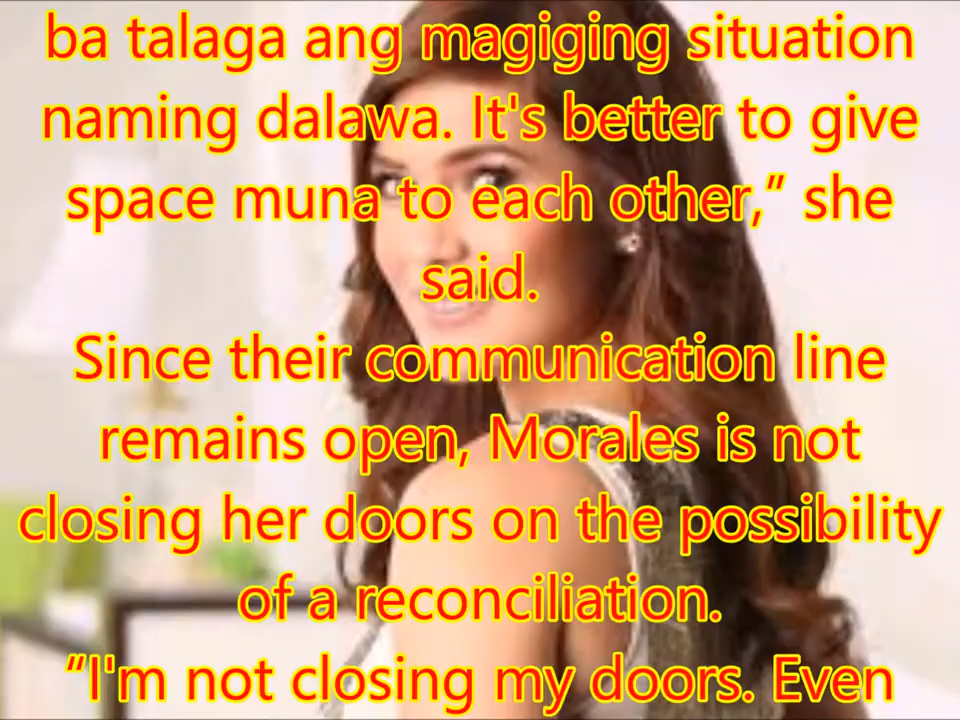 ba talaga ang magiging situation
naming dalawa. It's better to give
space muna to each other,” she
said.
Since their communication line
remains open, Morales is not
closing her doors on the possibility
of a reconciliation.
“I'm not closing my doors. Even